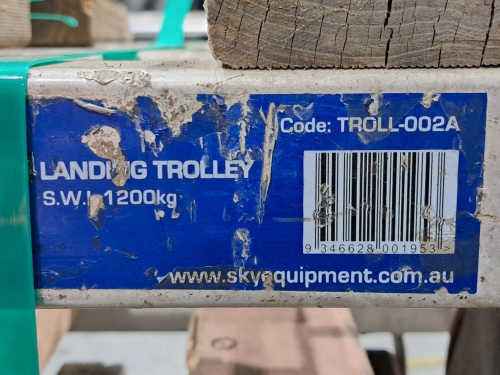 Code: TROLL-002A
LANDING TROLLEY
S.W.L 1200kg
9 346628 001953 >
www.skyequipment.com.au